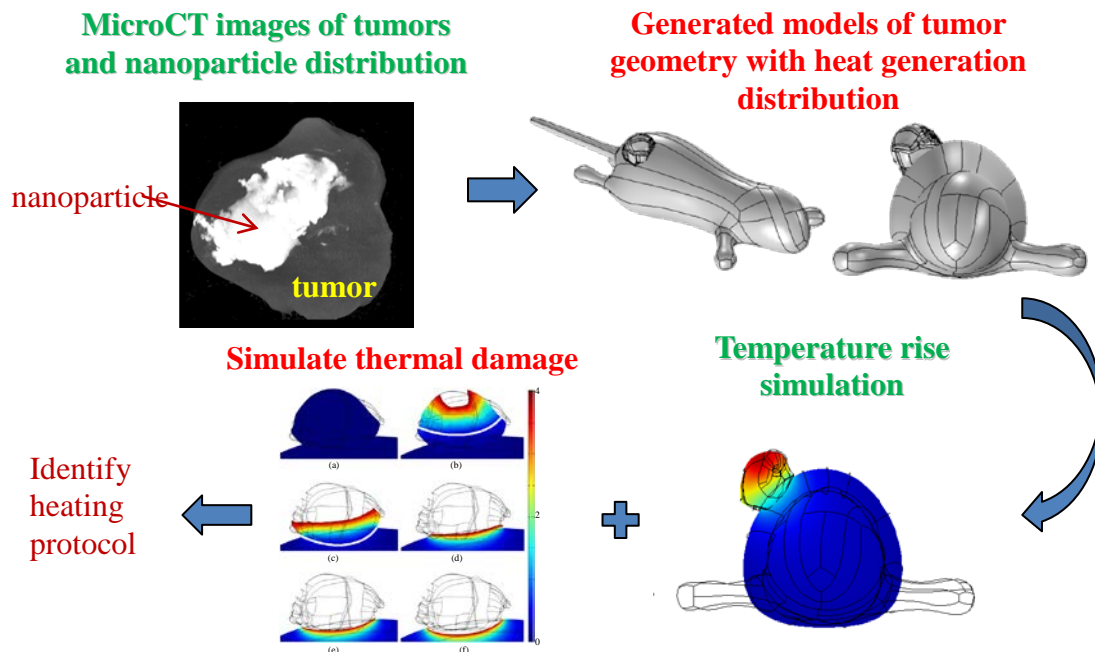 MicroCT images of tumors
and nanoparticle distribution
Generated models of tumor
geometry with heat generation
distribution
nanoparticle
tumor
Simulate thermal damage
Temperature rise
simulation
4
(a)
(b)
Identify
heating
protocol
2
(c)
(d)
0
(e)
(f)